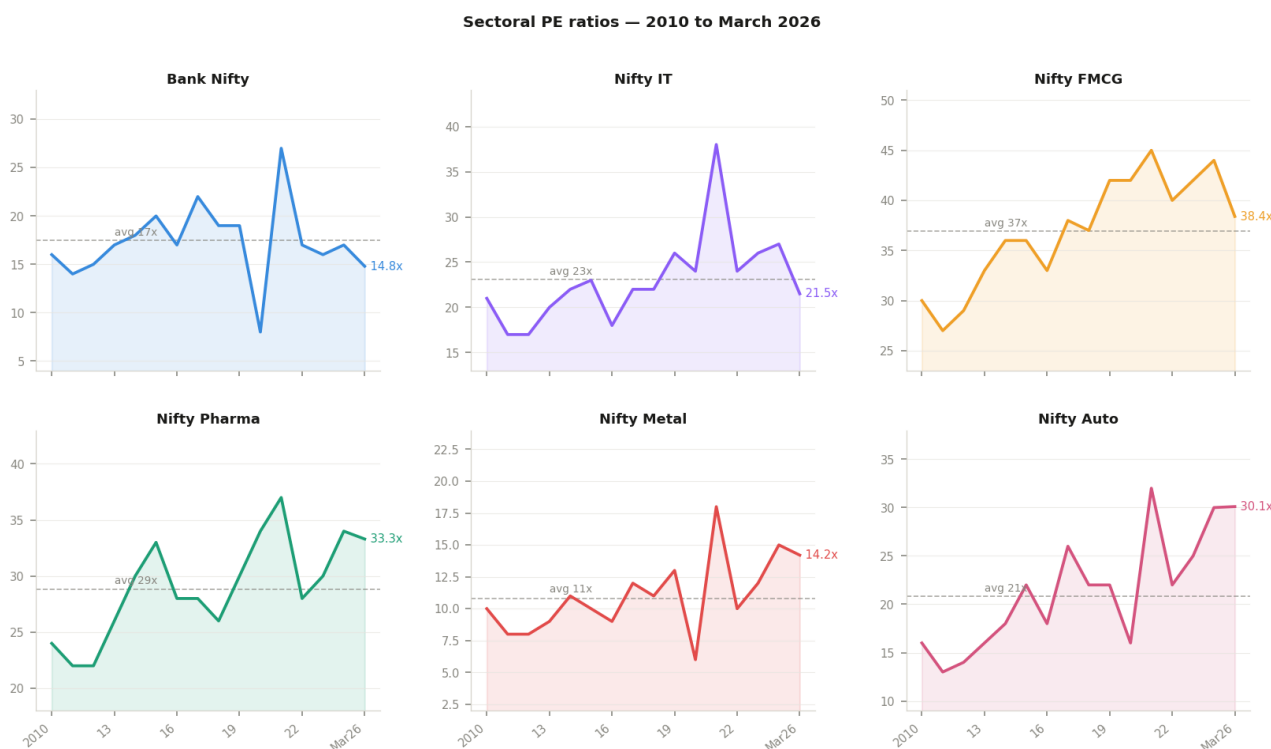 Sectoral PE ratios — 2010 to March 2026
Bank Nifty
30
25
20
15
10
5
avg 17x
14.8x
Nifty IT
40
35
30
25
20
15
avg 23x
21.5x
Nifty FMCG
50
45
40
35
30
25
avg 37x
38.4x
Nifty Pharma
40
35
30
25
20
avg 29x
33.3x
2010 13 16 19 22 Mar26
Nifty Metal
22.5
20.0
17.5
15.0
12.5
10.0
7.5
5.0
2.5
avg 11x
14.2x
2010 13 16 19 22 Mar26
Nifty Auto
35
30
25
20
15
10
avg 21x
30.1x
2010 13 16 19 22 Mar26